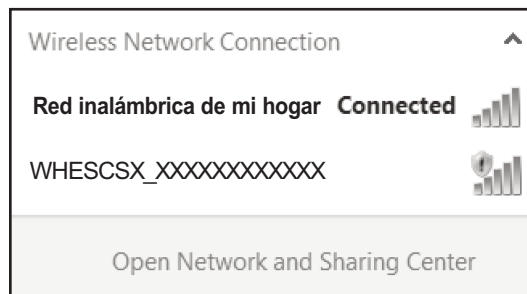 Wireless Network Connection
Red inalámbrica de mi hogar Connected
WHESCSX_XXXXXXXXXXXX
Open Network and Sharing Center